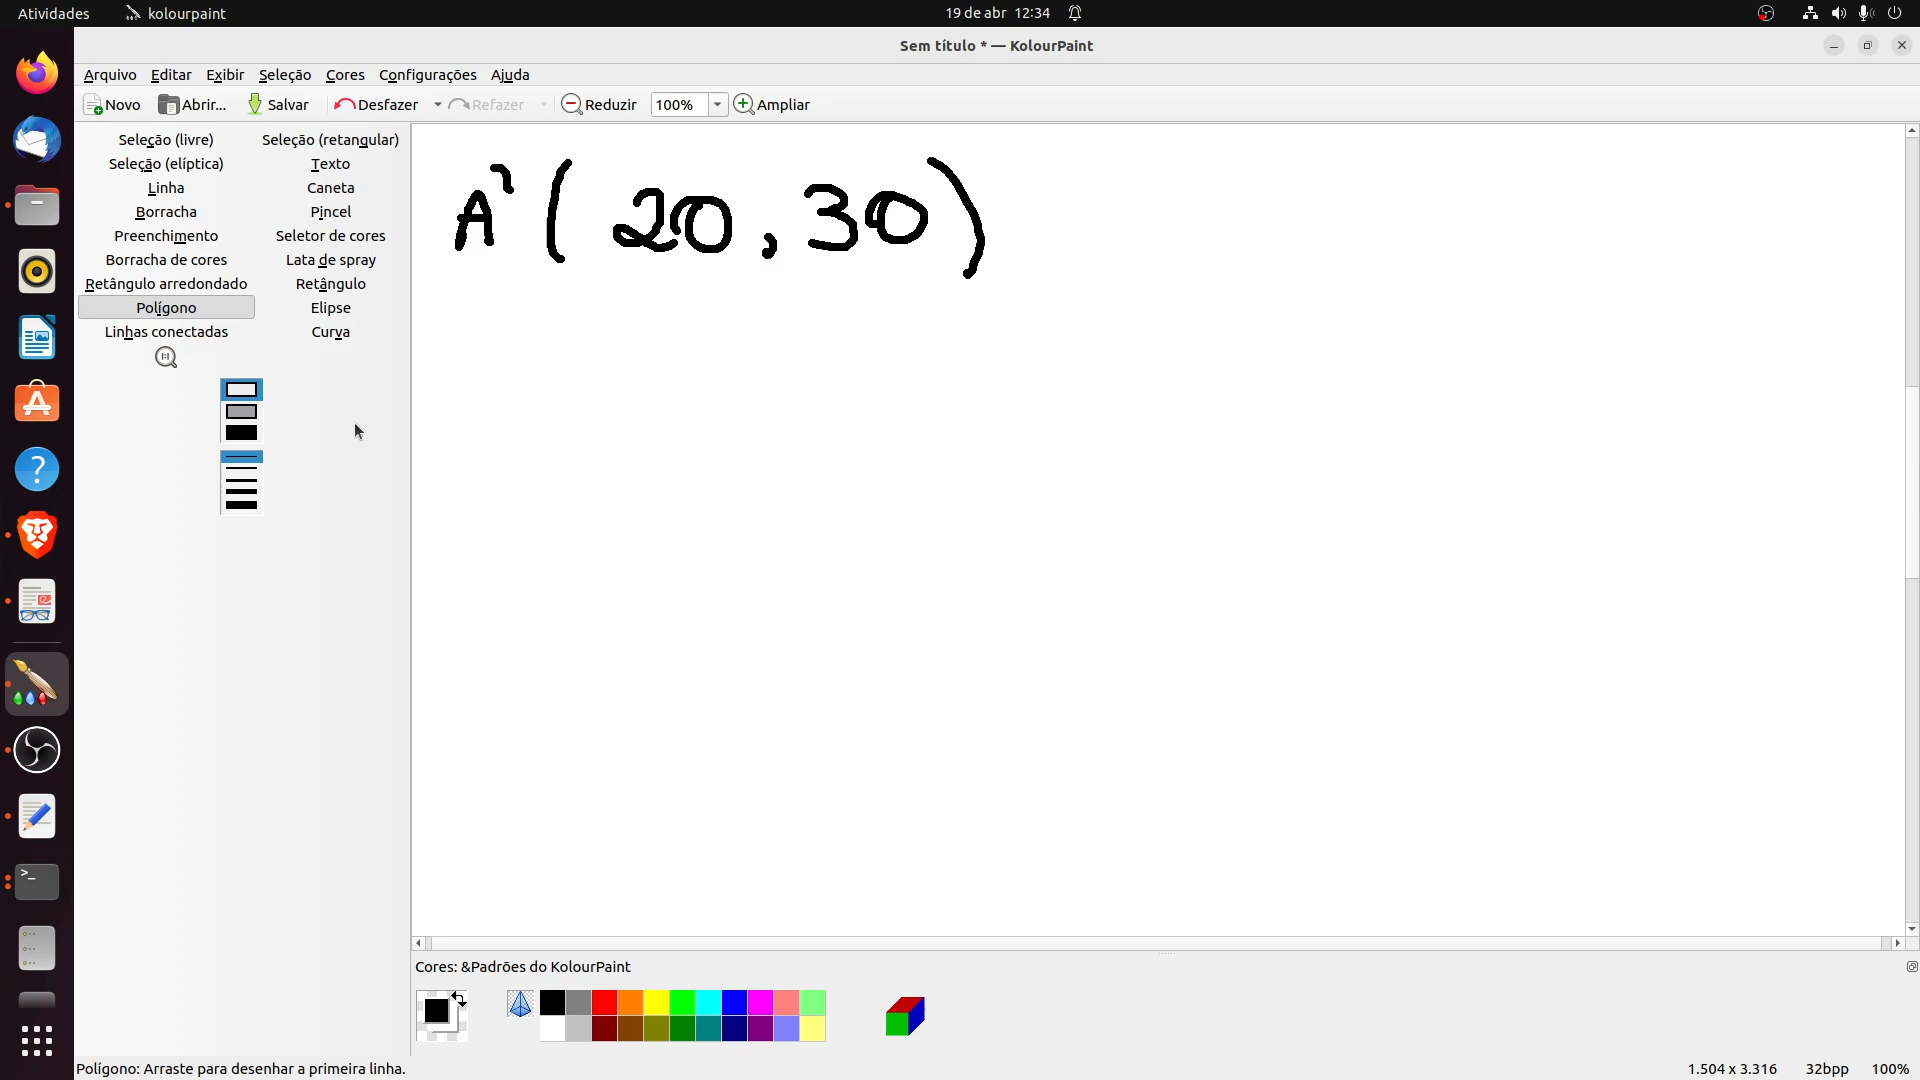 Atividades kolourpaint 19 de abr 12:34
Sem título * — KolourPaint
Arquivo Editar Exibir Seleção Cores Configurações Ajuda
Novo Abrir... Salvar Desfazer Refazer Reduzir 100% Ampliar
Seleção (livre) Seleção (retangular)
Seleção (elíptica) Texto
Linha Caneta
Borracha Pincel
Preenchimento Seletor de cores
Borracha de cores Lata de spray
Retângulo arredondado Retângulo
Polígono Elipse
Linhas conectadas Curva
A' ( 20 , 30 )
Cores: &Padrões do KolourPaint
Polígono: Arraste para desenhar a primeira linha. 1.504 x 3.316 32bpp 100%